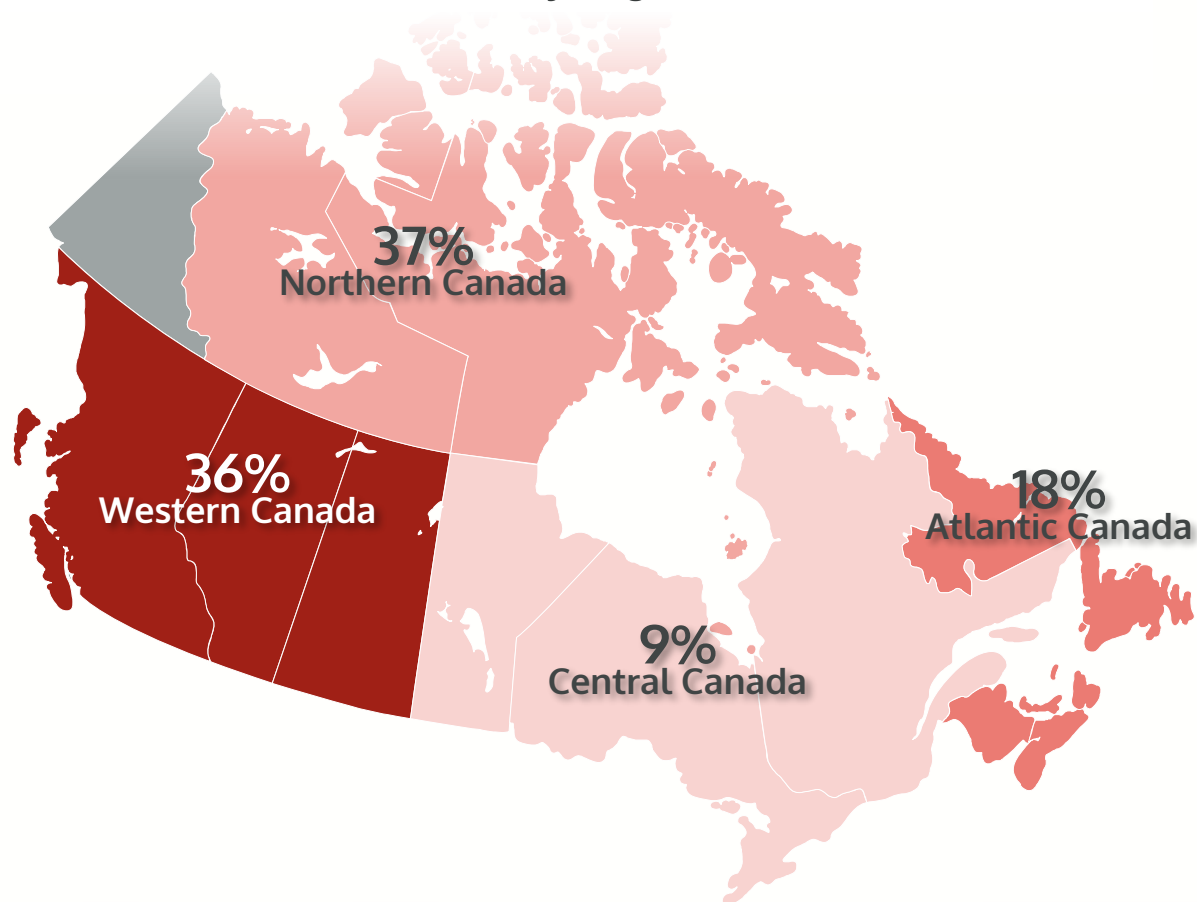 37%
Northern Canada
36%
Western Canada
18%
Atlantic Canada
9%
Central Canada